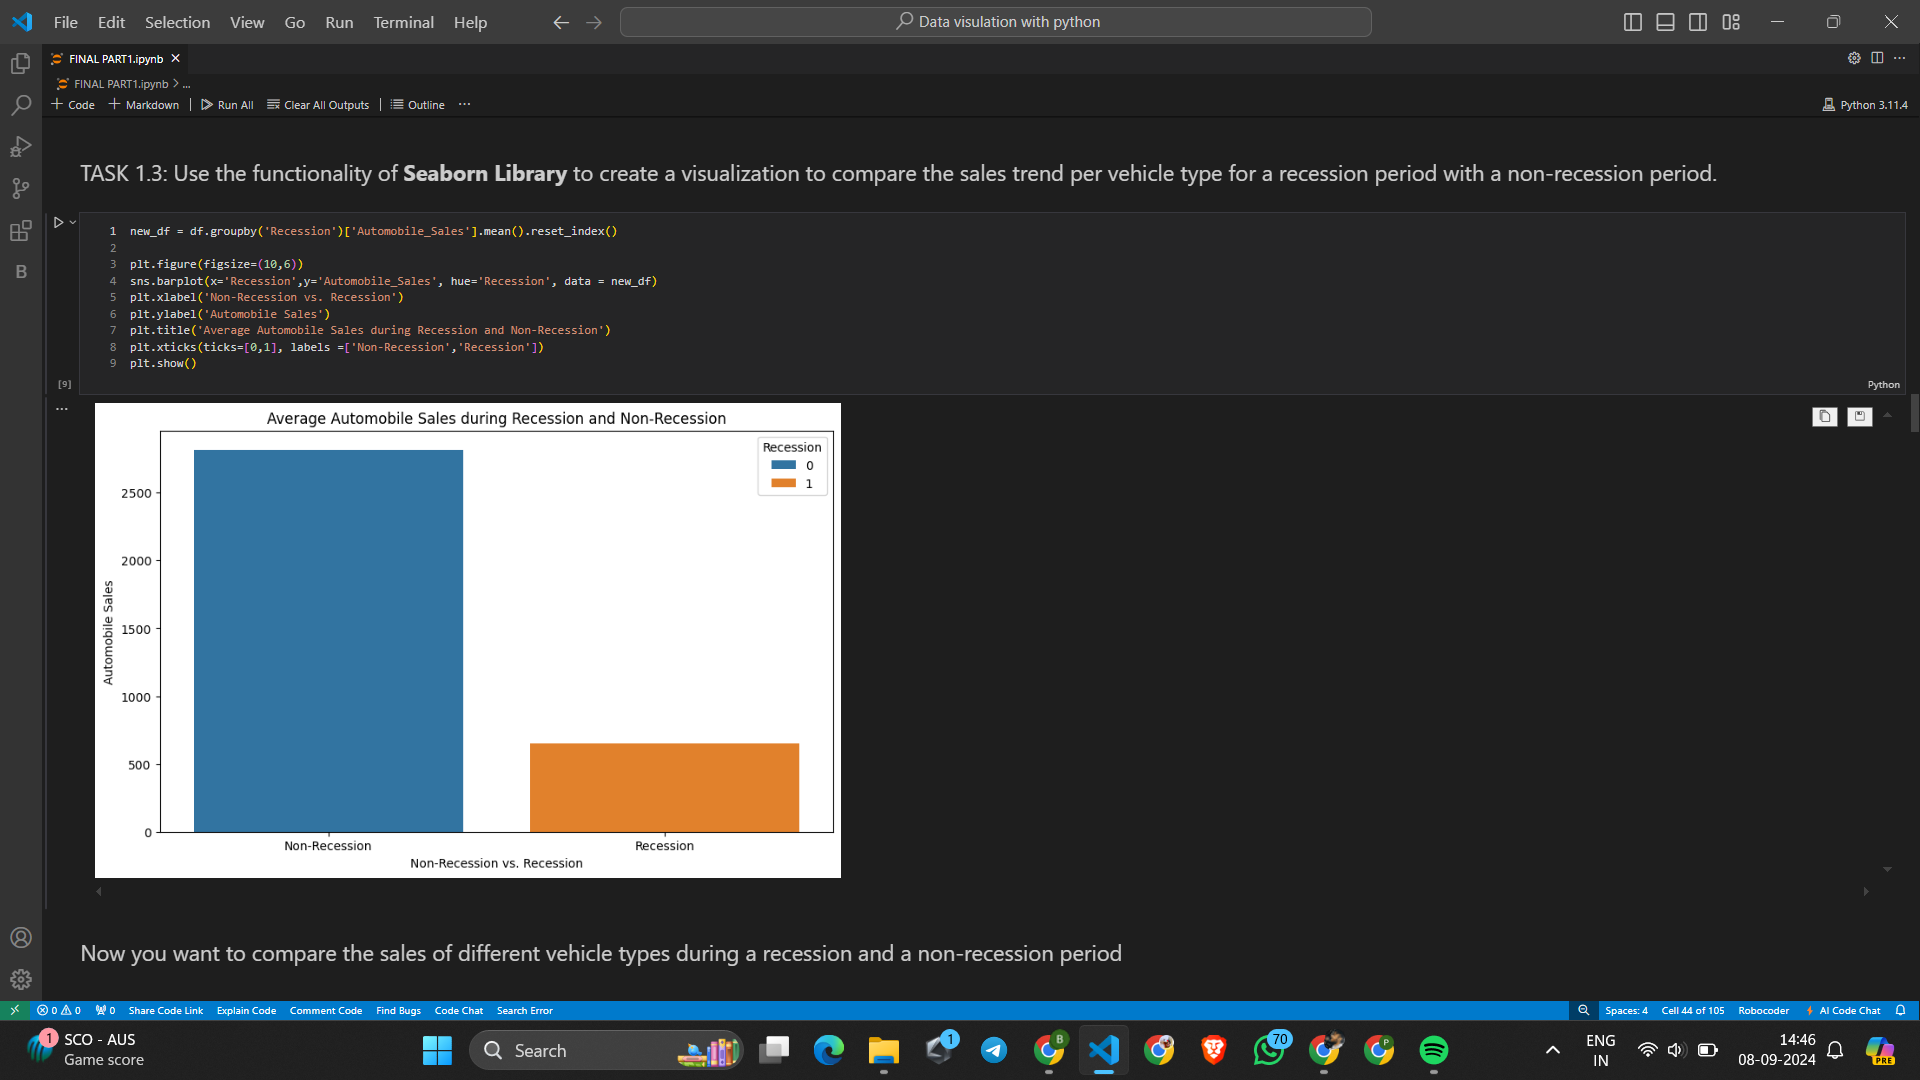 File Edit Selection View Go Run Terminal Help
Data visulation with python
FINAL PART1.ipynb
FINAL PART1.ipynb > ...
Code Markdown Run All Clear All Outputs Outline ...
Python 3.11.4
TASK 1.3: Use the functionality of Seaborn Library to create a visualization to compare the sales trend per vehicle type for a recession period with a non-recession period.
1 new_df = df.groupby('Recession')['Automobile_Sales'].mean().reset_index()
2
3 plt.figure(figsize=(10,6))
4 sns.barplot(x='Recession',y='Automobile_Sales', hue='Recession', data = new_df)
5 plt.xlabel('Non-Recession vs. Recession')
6 plt.ylabel('Automobile Sales')
7 plt.title('Average Automobile Sales during Recession and Non-Recession')
8 plt.xticks(ticks=[0,1], labels =['Non-Recession','Recession'])
9 plt.show()
[9]
Python
Average Automobile Sales during Recession and Non-Recession
Recession
0
1
2500
2000
1500
1000
500
0
Automobile Sales
Non-Recession Recession
Non-Recession vs. Recession
Now you want to compare the sales of different vehicle types during a recession and a non-recession period
B
0 0 0 Share Code Link Explain Code Comment Code Find Bugs Code Chat Search Error
Spaces: 4 Cell 44 of 105 Robocoder AI Code Chat
1
SCO - AUS
Game score
Search
1
B
70
P
ENG
IN
14:46
08-09-2024
PRE